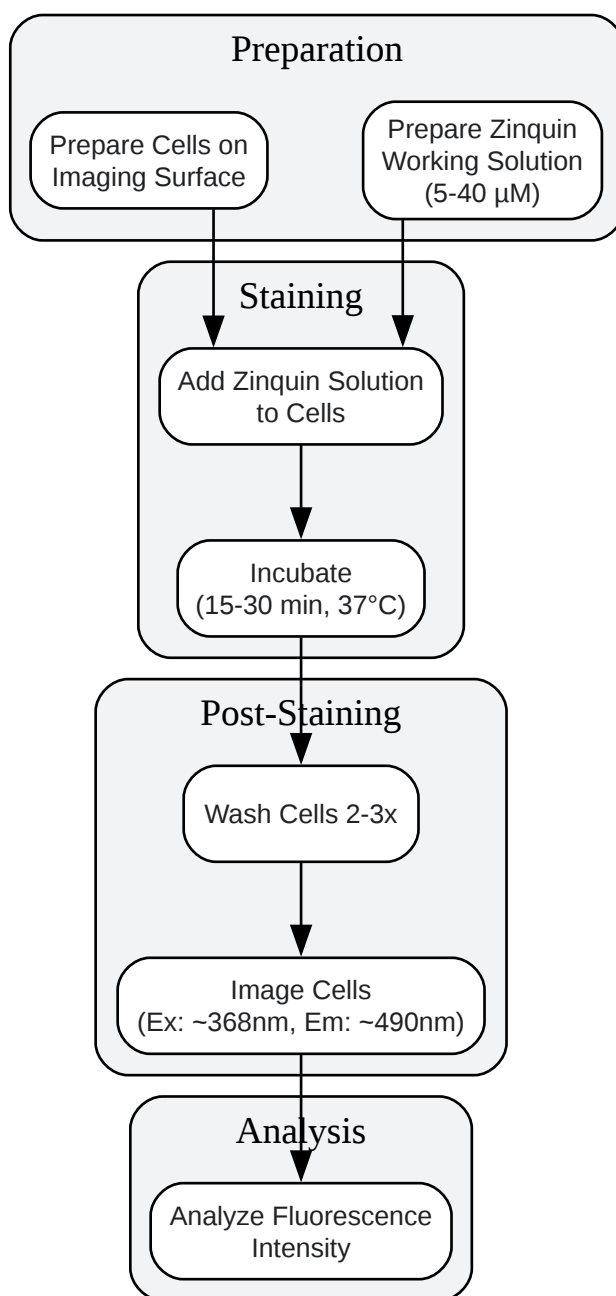 Preparation
Prepare Cells on
Imaging Surface
Prepare Zinquin
Working Solution
(5-40 µM)
Staining
Add Zinquin Solution
to Cells
Incubate
(15-30 min, 37°C)
Post-Staining
Wash Cells 2-3x
Image Cells
(Ex: ~368nm, Em: ~490nm)
Analysis
Analyze Fluorescence
Intensity